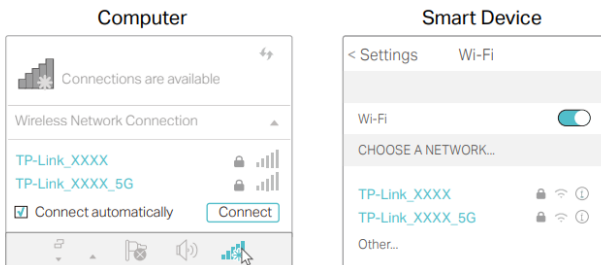 Computer
Connections are available
Wireless Network Connection
TP-Link_XXXX
TP-Link_XXXX_5G
Connect automatically
Connect
Smart Device
< Settings Wi-Fi
Wi-Fi
CHOOSE A NETWORK...
TP-Link_XXXX
TP-Link_XXXX_5G
Other...